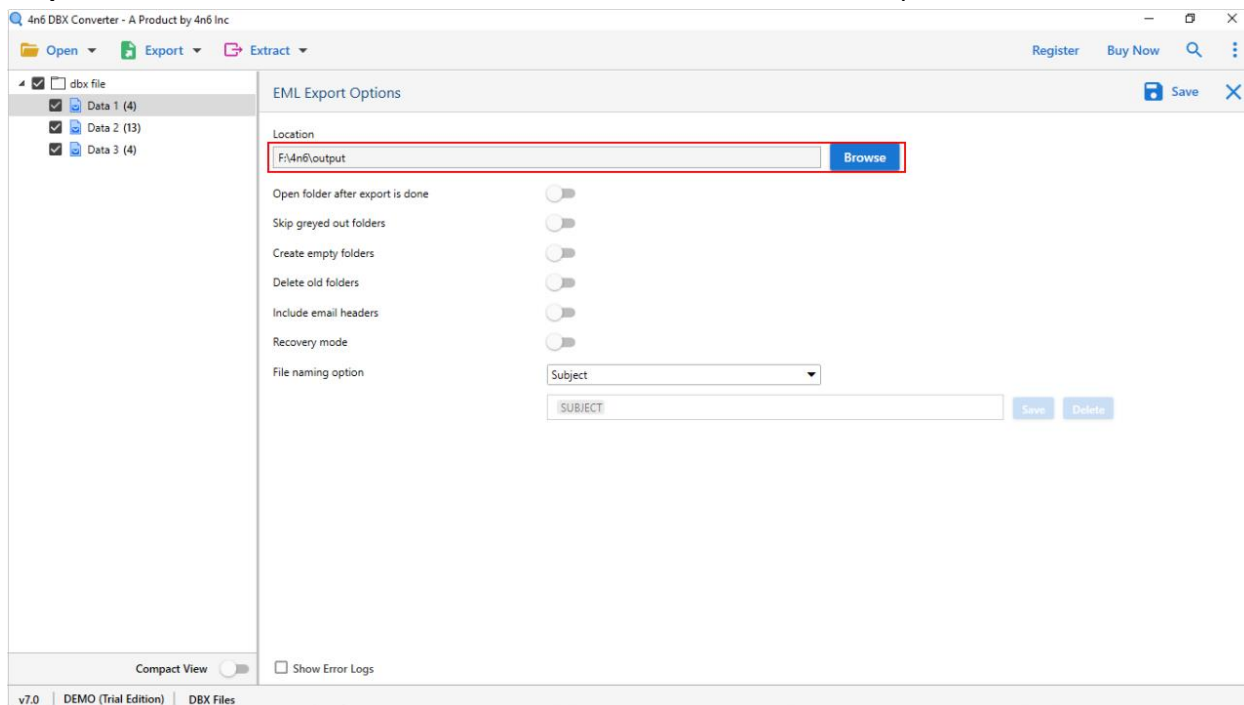 4n6 DBX Converter - A Product by 4n6 Inc
Open Export Extract Register Buy Now
dbx file
Data 1 (4)
Data 2 (13)
Data 3 (4)
EML Export Options Save
Location
F:\4n6\output Browse
Open folder after export is done
Skip greyed out folders
Create empty folders
Delete old folders
Include email headers
Recovery mode
File naming option Subject
SUBJECT Save Delete
Compact View Show Error Logs
v7.0 DEMO (Trial Edition) DBX Files